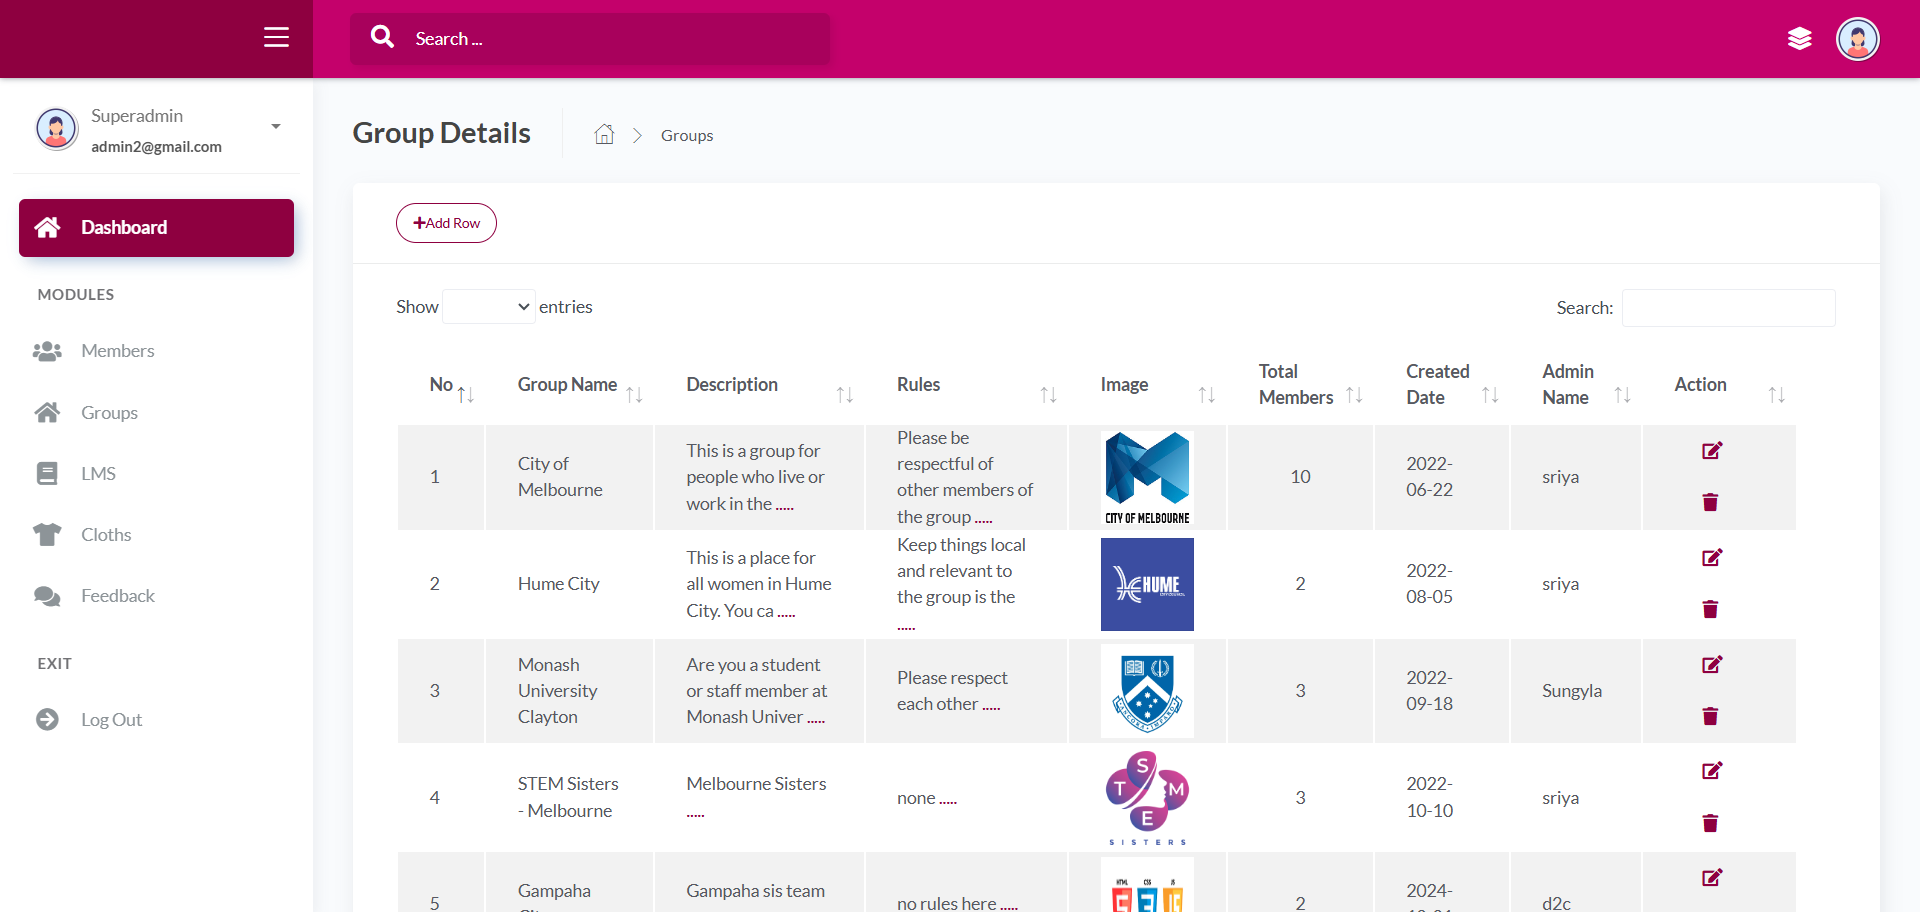 Search ...
Superadmin
admin2@gmail.com
Dashboard
MODULES
Members
Groups
LMS
Cloths
Feedback
EXIT
Log Out
Group Details
Groups
Add Row
Show entries
Search:
No Group Name Description Rules Image Total Members Created Date Admin Name Action
1
City of
Melbourne
This is a group for
people who live or
work in the .....
Please be
respectful of
other members of
the group .....
CITY OF MELBOURNE
10
2022-
06-22
sriya
2
Hume City
This is a place for
all women in Hume
City. You ca .....
Keep things local
and relevant to
the group is the
.....
HUME
2
2022-
08-05
sriya
3
Monash
University
Clayton
Are you a student
or staff member at
Monash Univer .....
Please respect
each other .....
ANCORA IMPARO
3
2022-
09-18
Sungyla
4
STEM Sisters
- Melbourne
Melbourne Sisters
.....
none .....
S
T M
E
SISTERS
3
2022-
10-10
sriya
5
Gampaha
Gampaha sis team
no rules here .....
HTML CSS JS
2
2024-
d2c